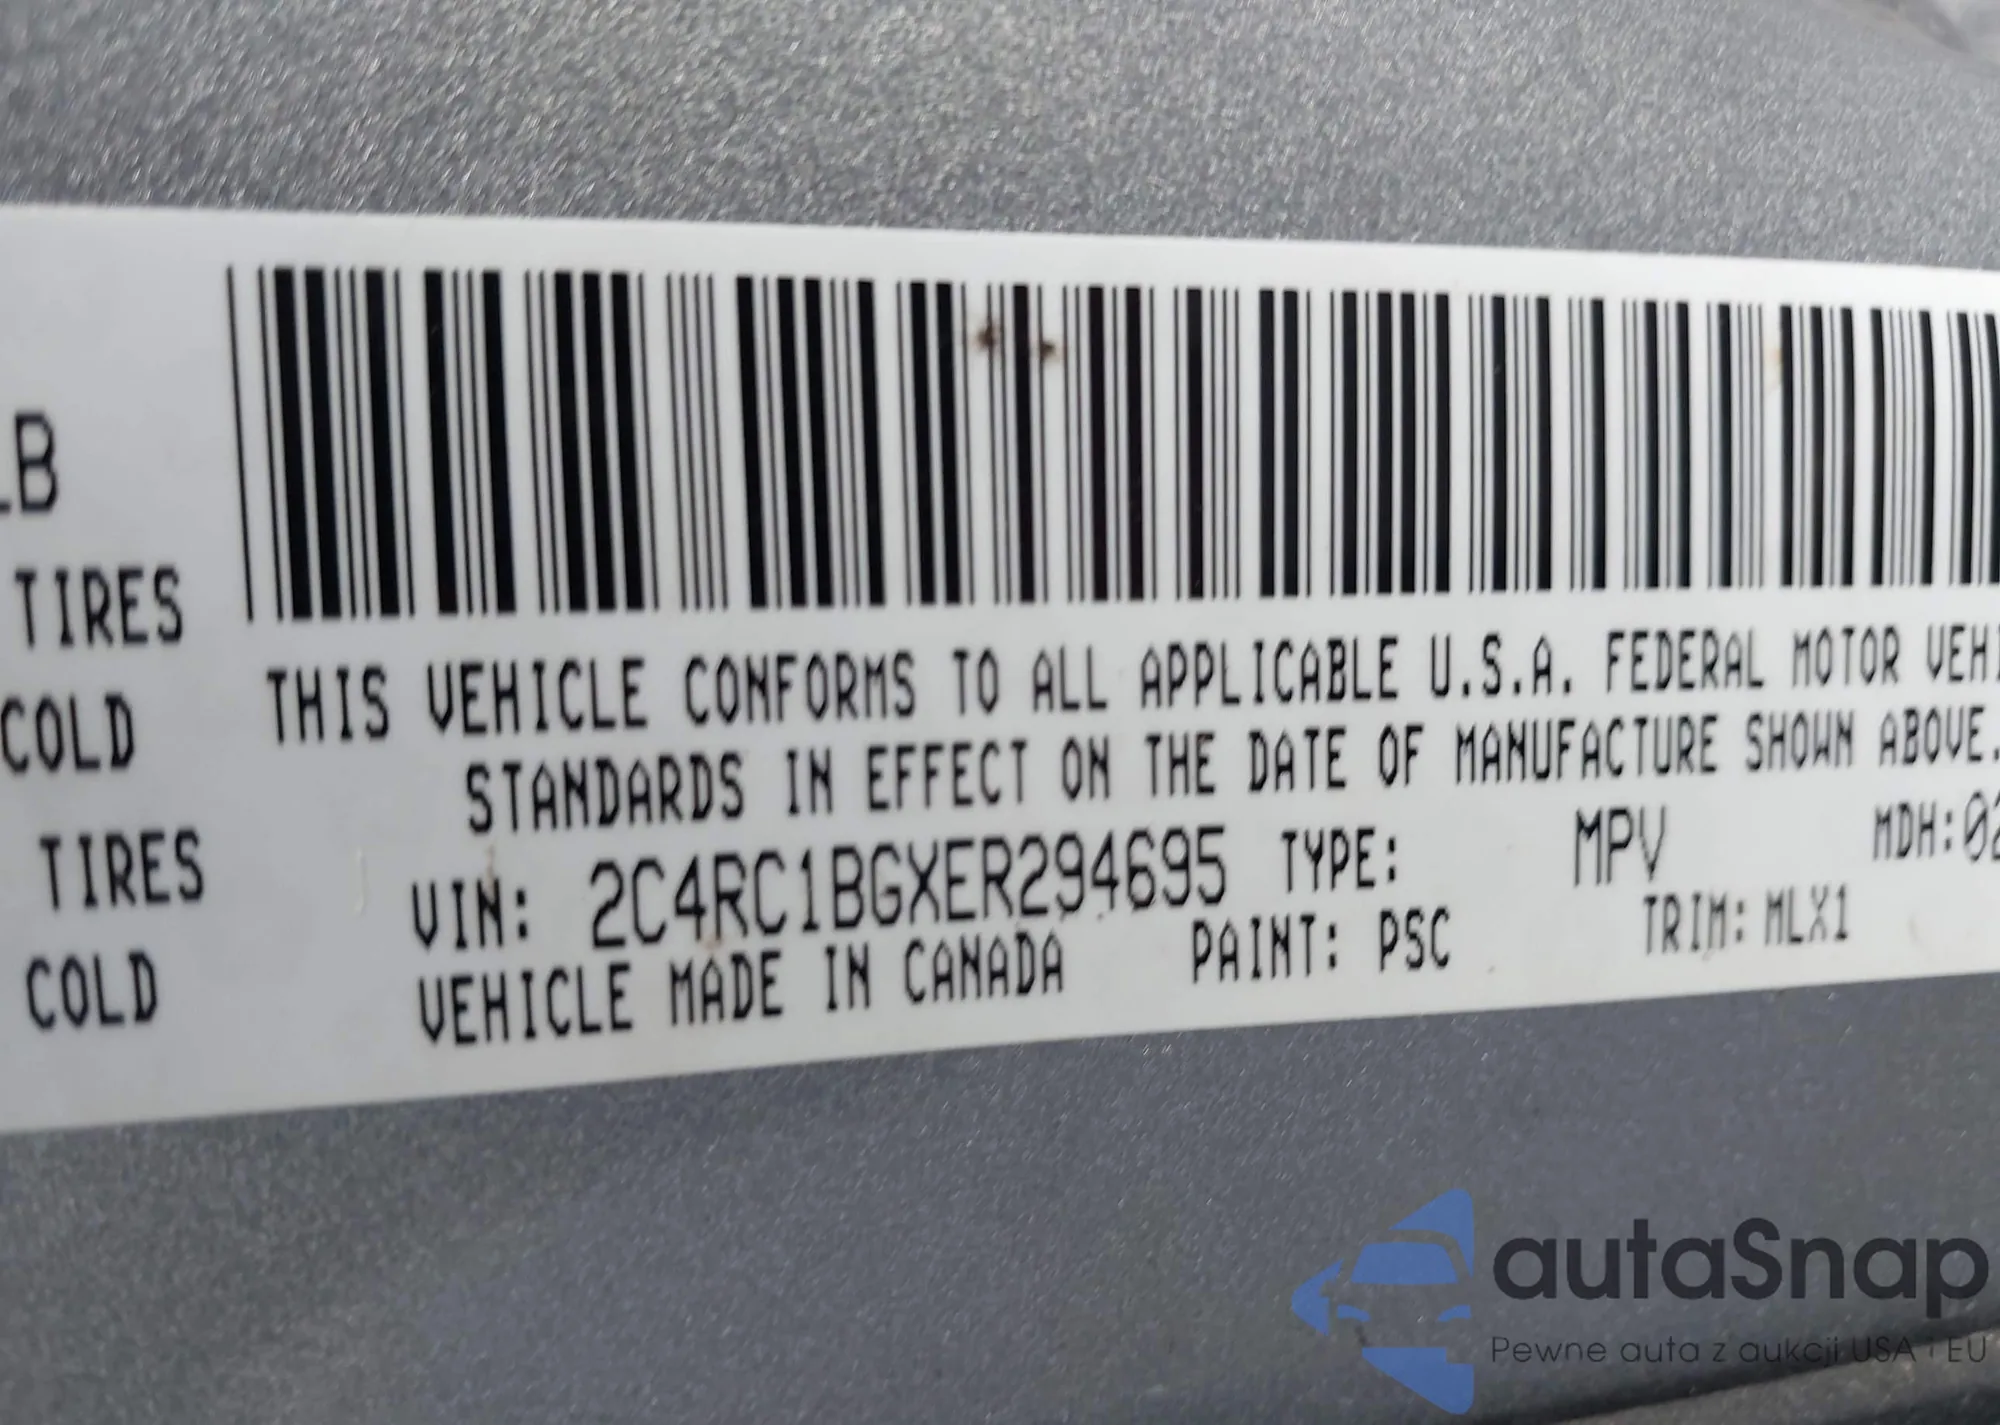 LB
TIRES
COLD
TIRES
COLD
THIS VEHICLE CONFORMS TO ALL APPLICABLE U.S.A. FEDERAL MOTOR VEHI
STANDARDS IN EFFECT ON THE DATE OF MANUFACTURE SHOWN ABOVE.
VIN: 2C4RC1BGXER294695 TYPE: MPV MDH:02
VEHICLE MADE IN CANADA PAINT: PSC TRIM: MLX1
autaSnap
Pewne auta z aukcji USA i EU